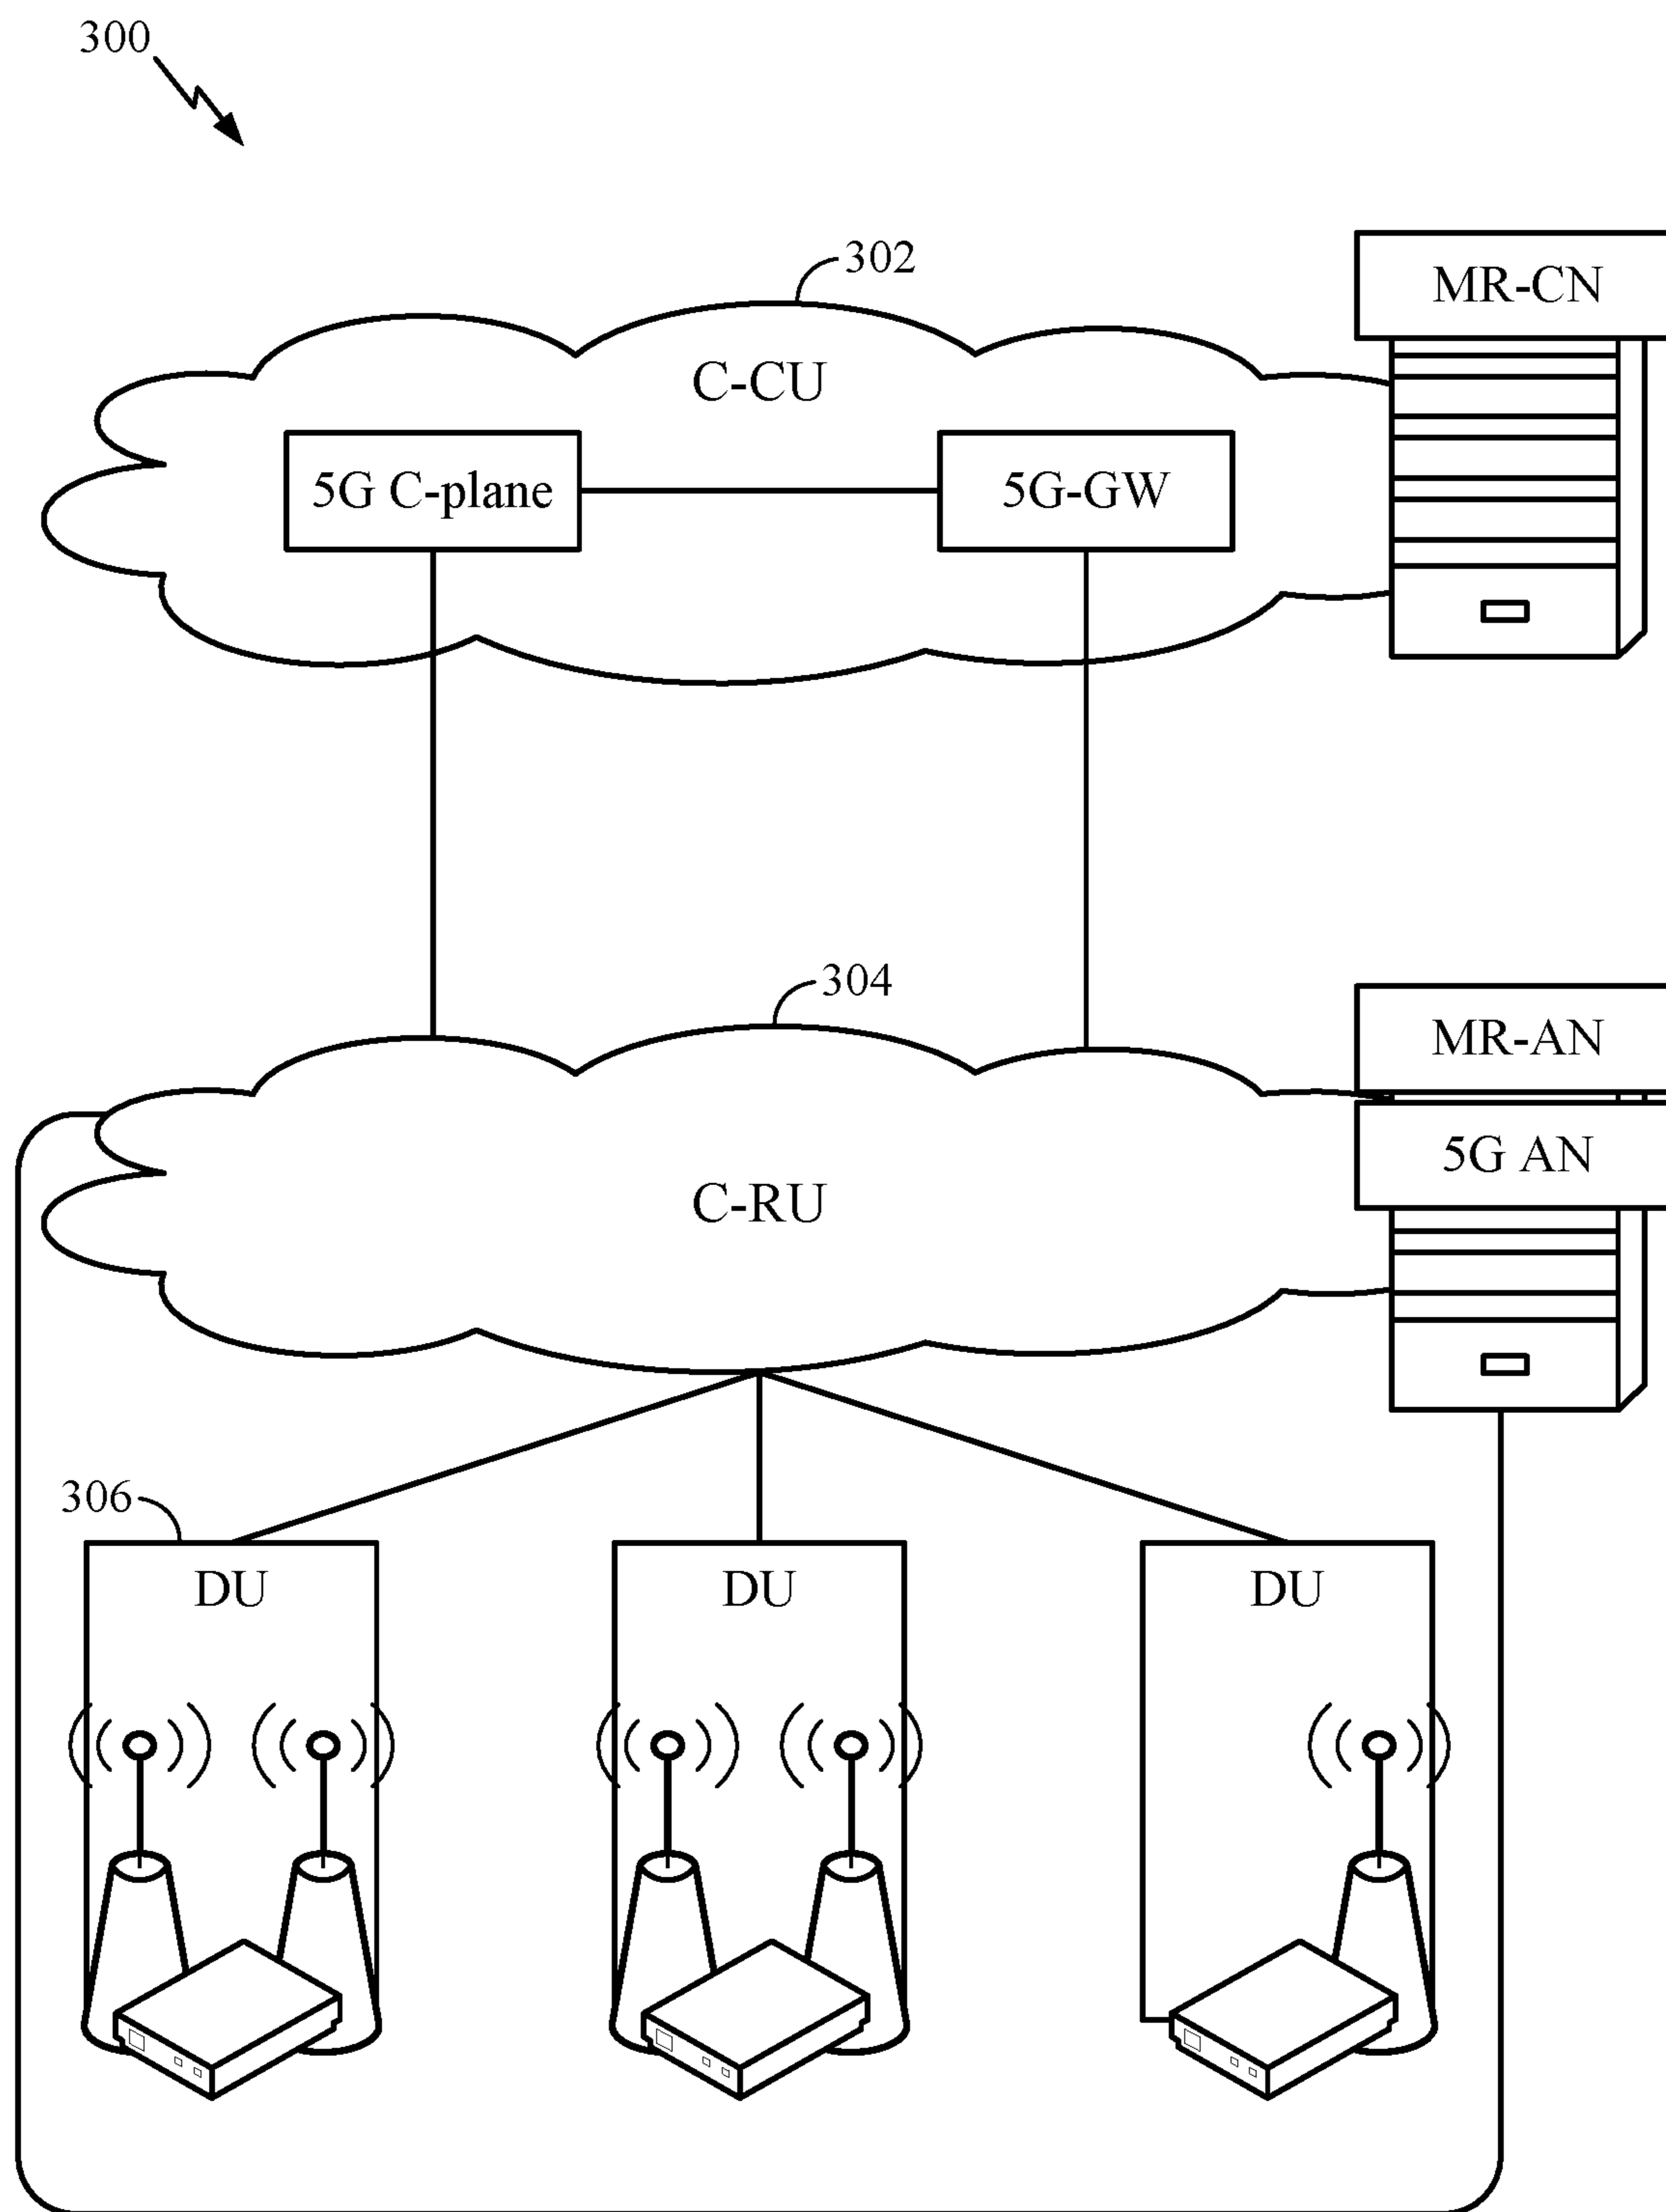 300
302
MR-CN
C-CU
5G C-plane
5G-GW
304
MR-AN
5G AN
C-RU
306
DU
DU
DU